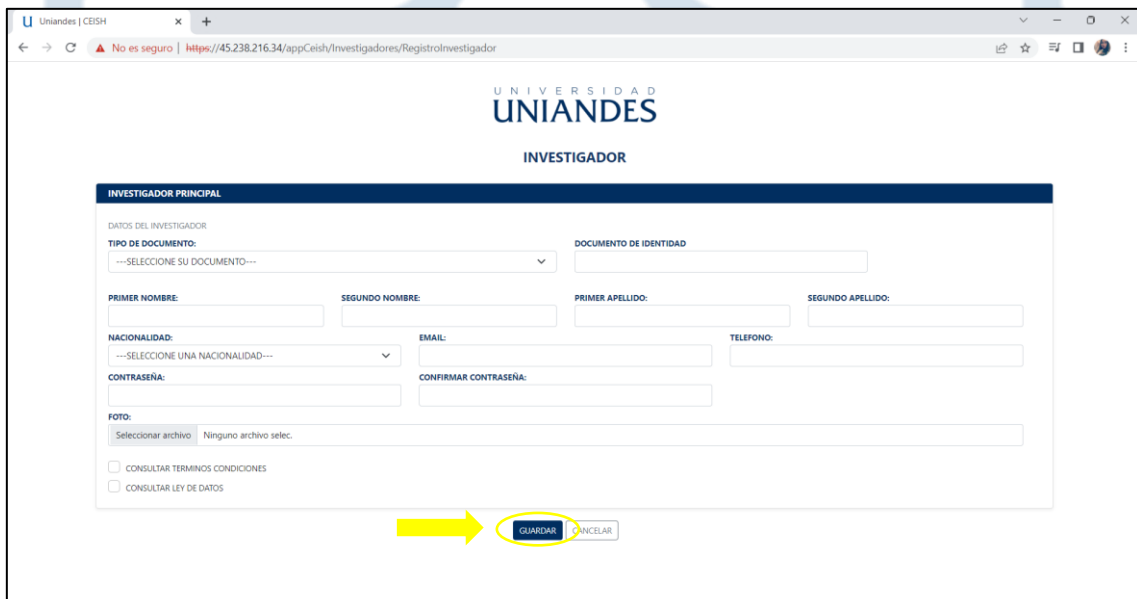 Uniandes | CEISH
No es seguro | https://45.238.216.34/appCeish/Investigadores/RegistroInvestigador
UNIVERSIDAD
UNIANDES
INVESTIGADOR
INVESTIGADOR PRINCIPAL
DATOS DEL INVESTIGADOR
TIPO DE DOCUMENTO: DOCUMENTO DE IDENTIDAD
---SELECCIONE SU DOCUMENTO---
PRIMER NOMBRE: SEGUNDO NOMBRE: PRIMER APELLIDO: SEGUNDO APELLIDO:
NACIONALIDAD: EMAIL: TELEFONO:
---SELECCIONE UNA NACIONALIDAD---
CONTRASEÑA: CONFIRMAR CONTRASEÑA:
FOTO:
Seleccionar archivo Ninguno archivo selec.
CONSULTAR TERMINOS CONDICIONES
CONSULTAR LEY DE DATOS
GUARDAR CANCELAR